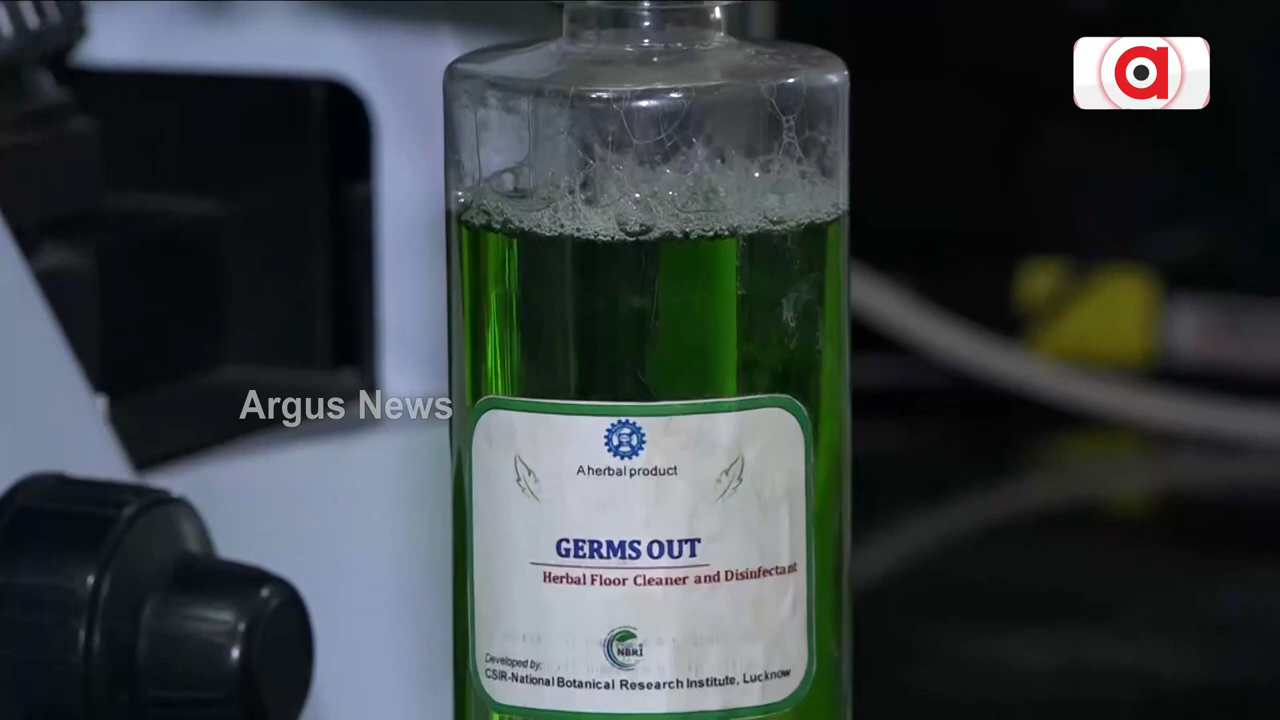 a
Argus News
A herbal product
GERMS OUT
Herbal Floor Cleaner and Disinfectant
NBRI
Developed by:
CSIR-National Botanical Research Institute, Lucknow